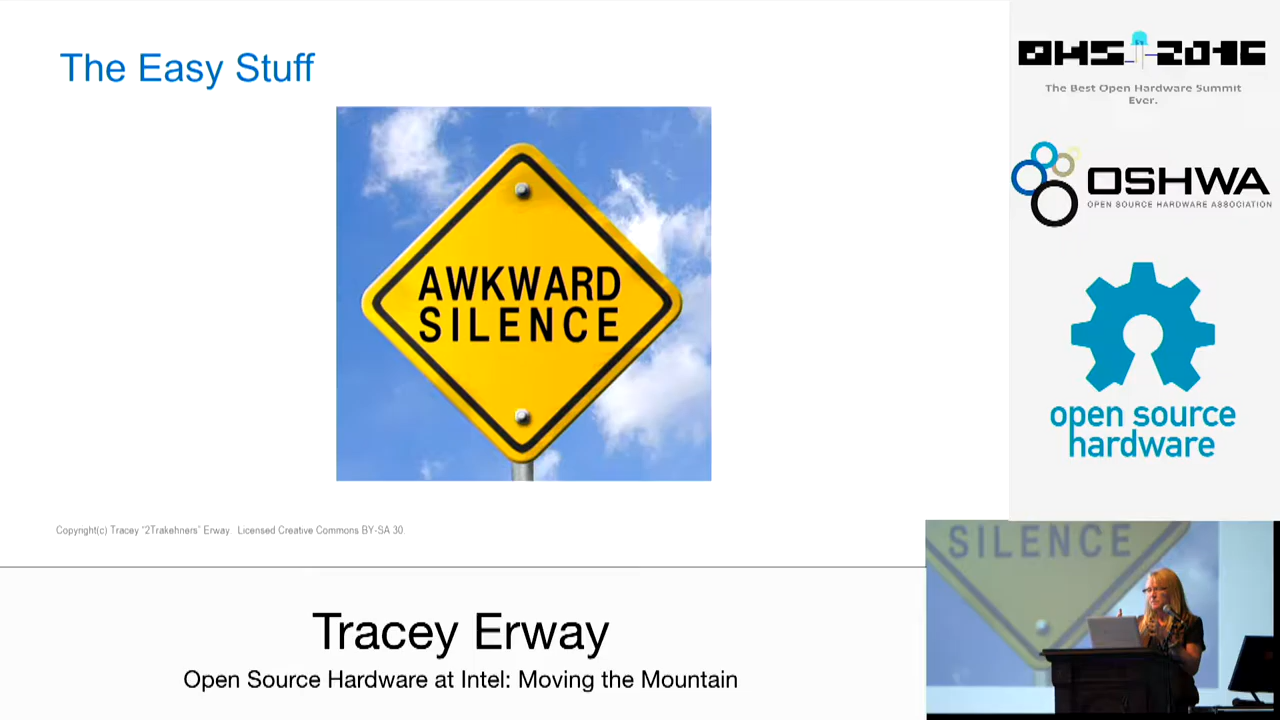 The Easy Stuff
AWKWARD
SILENCE
Copyright(c) Tracey "2Trakehners" Erway. Licensed Creative Commons BY-SA 30.
Tracey Erway
Open Source Hardware at Intel: Moving the Mountain
OHS 2016
The Best Open Hardware Summit
Ever.
OSHWA
OPEN SOURCE HARDWARE ASSOCIATION
open source
hardware
SILENCE